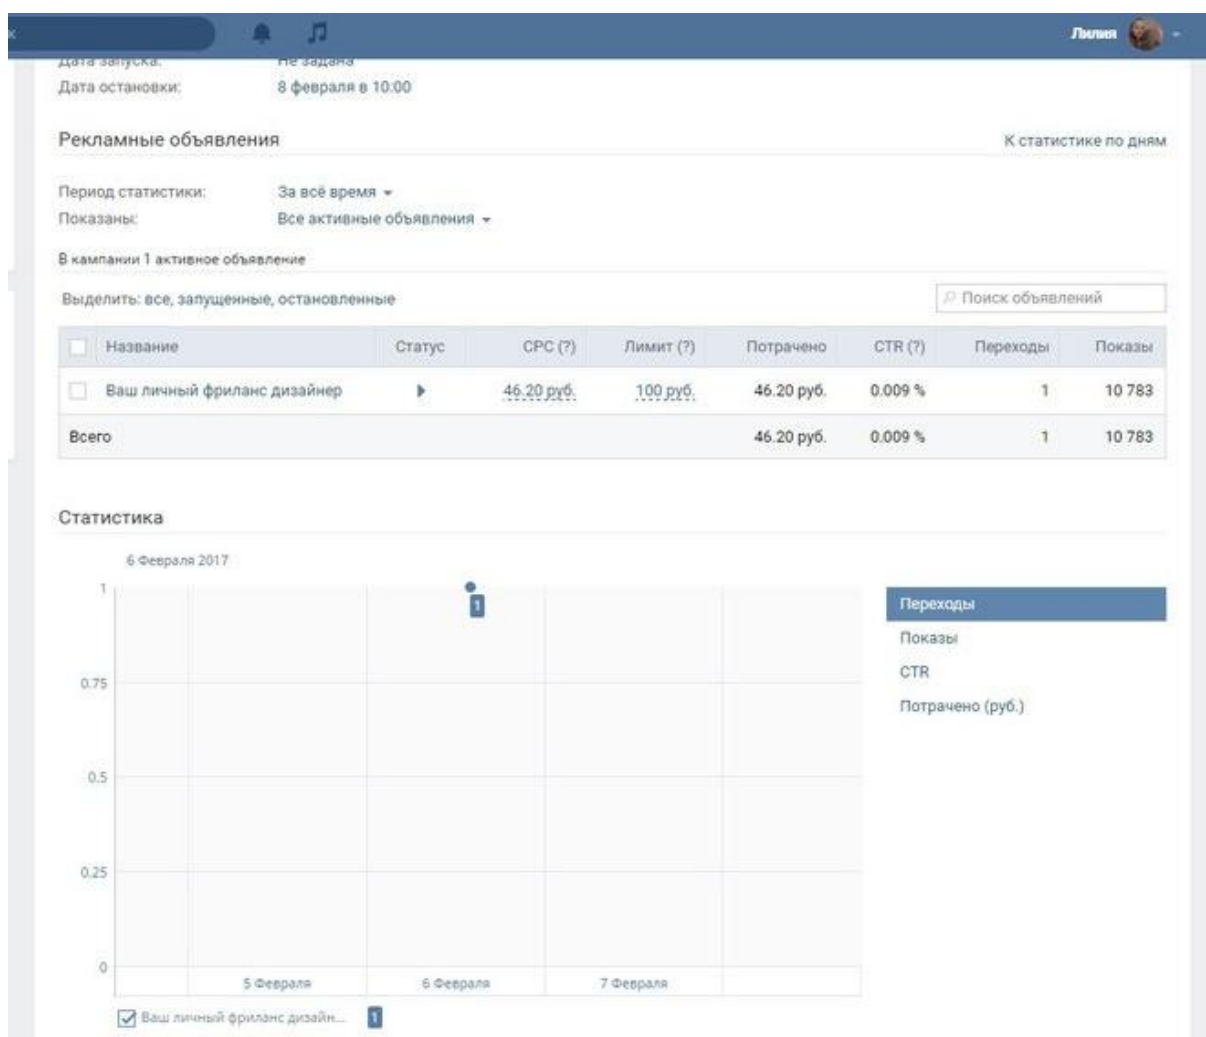 Лилия
Дата запуска: Не задана
Дата остановки: 8 февраля в 10:00
Рекламные объявления К статистике по дням
Период статистики: За всё время
Показаны: Все активные объявления
В кампании 1 активное объявление
Выделить: все, запущенные, остановленные Поиск объявлений
Название Статус CPC (?) Лимит (?) Потрачено CTR (?) Переходы Показы
Ваш личный фриланс дизайнер 46.20 руб. 100 руб. 46.20 руб. 0.009 % 1 10 783
Всего 46.20 руб. 0.009 % 1 10 783
Статистика
6 Февраля 2017
1
1
Переходы
Показы
CTR
Потрачено (руб.)
0.75
0.5
0.25
0
5 Февраля 6 Февраля 7 Февраля
Ваш личный фриланс дизайн... 1